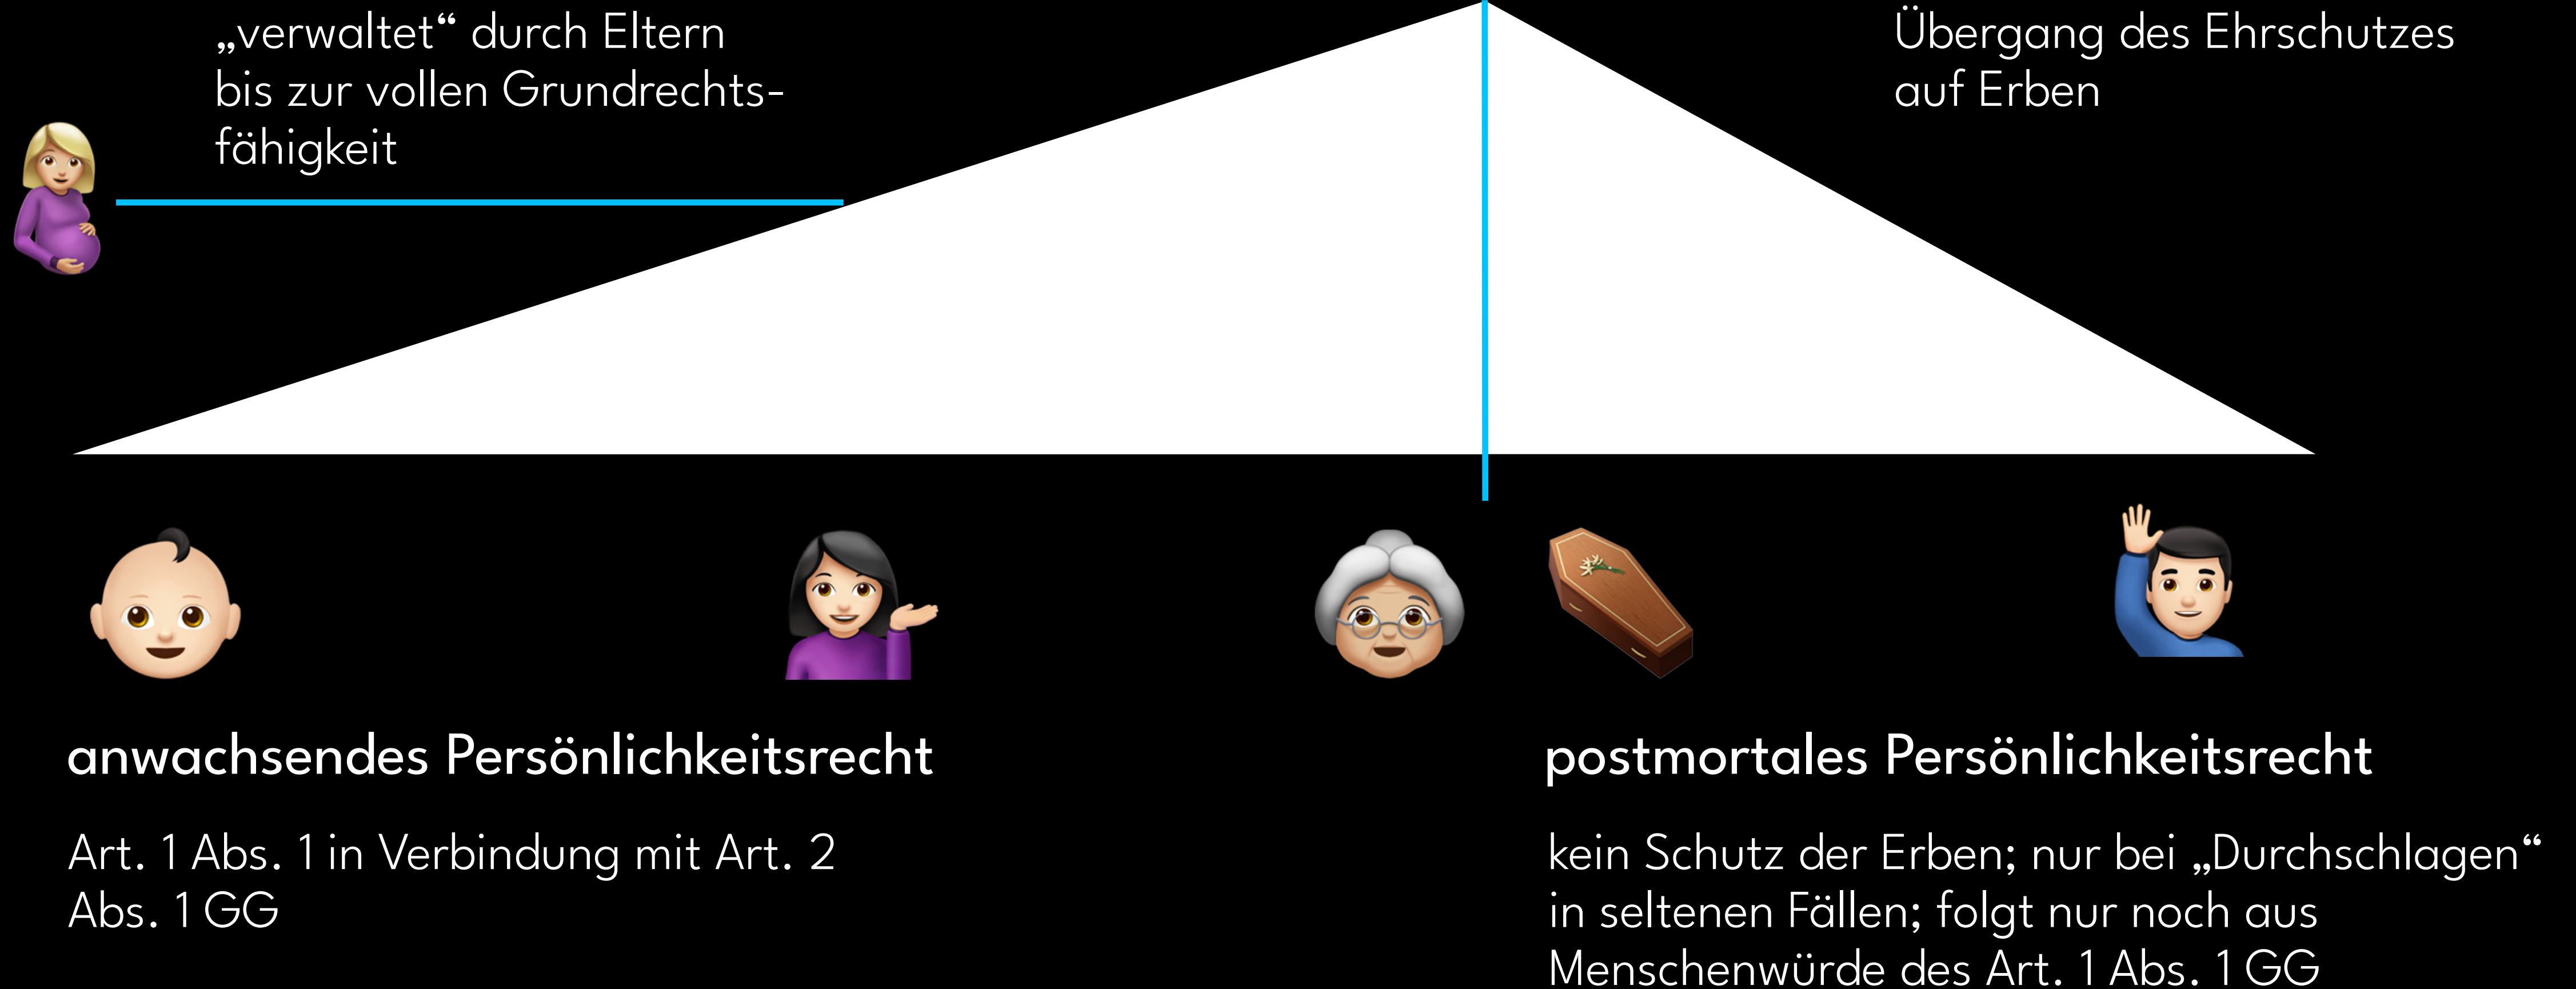 „verwaltet“ durch Eltern
bis zur vollen Grundrechts-
fähigkeit
Übergang des Ehrschutzes
auf Erben
anwachsendes Persönlichkeitsrecht
Art. 1 Abs. 1 in Verbindung mit Art. 2
Abs. 1 GG
postmortales Persönlichkeitsrecht
kein Schutz der Erben; nur bei „Durchschlagen“
in seltenen Fällen; folgt nur noch aus
Menschenwürde des Art. 1 Abs. 1 GG